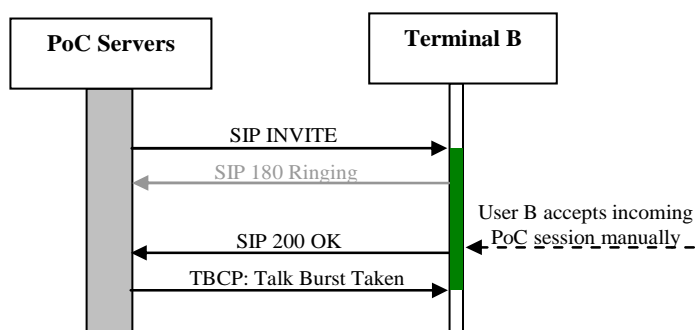 PoC Servers
Terminal B
SIP INVITE
SIP 180 Ringing
User B accepts incoming
PoC session manually
SIP 200 OK
TBCP: Talk Burst Taken